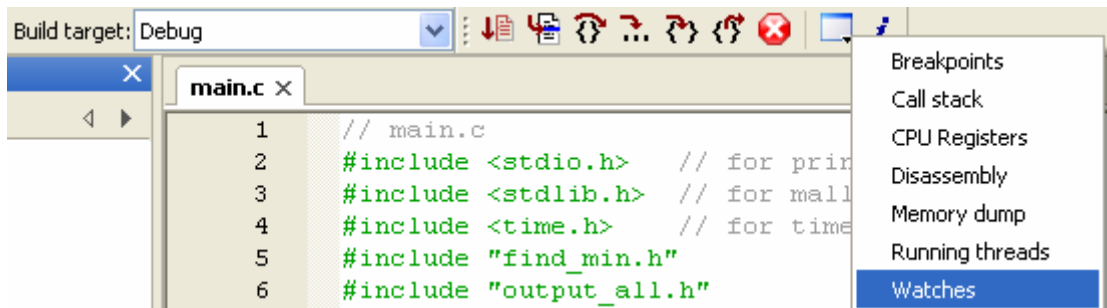 Build target: Debug
main.c
1 // main.c
2 #include <stdio.h> // for prin
3 #include <stdlib.h> // for mall
4 #include <time.h> // for time
5 #include "find_min.h"
6 #include "output_all.h"
Breakpoints
Call stack
CPU Registers
Disassembly
Memory dump
Running threads
Watches